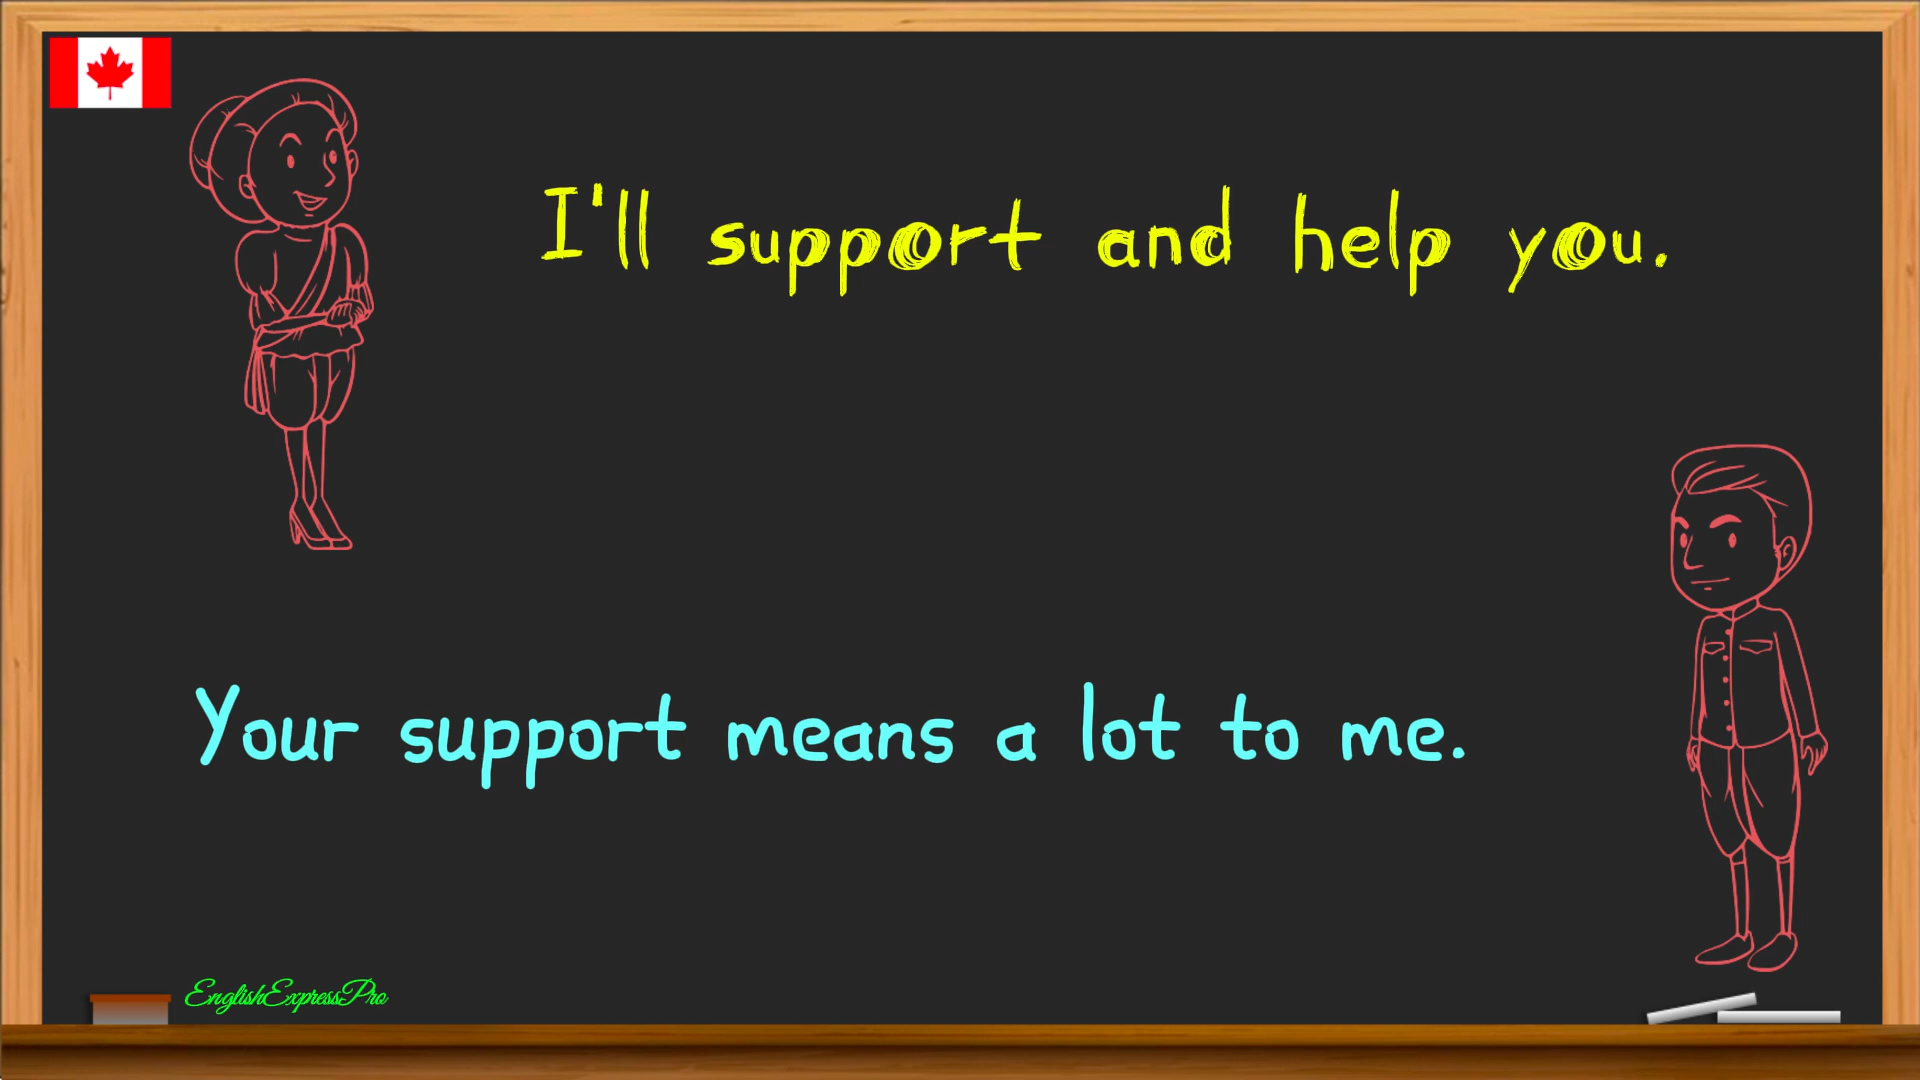 I'll support and help you.
Your support means a lot to me.
EnglishExpressPro